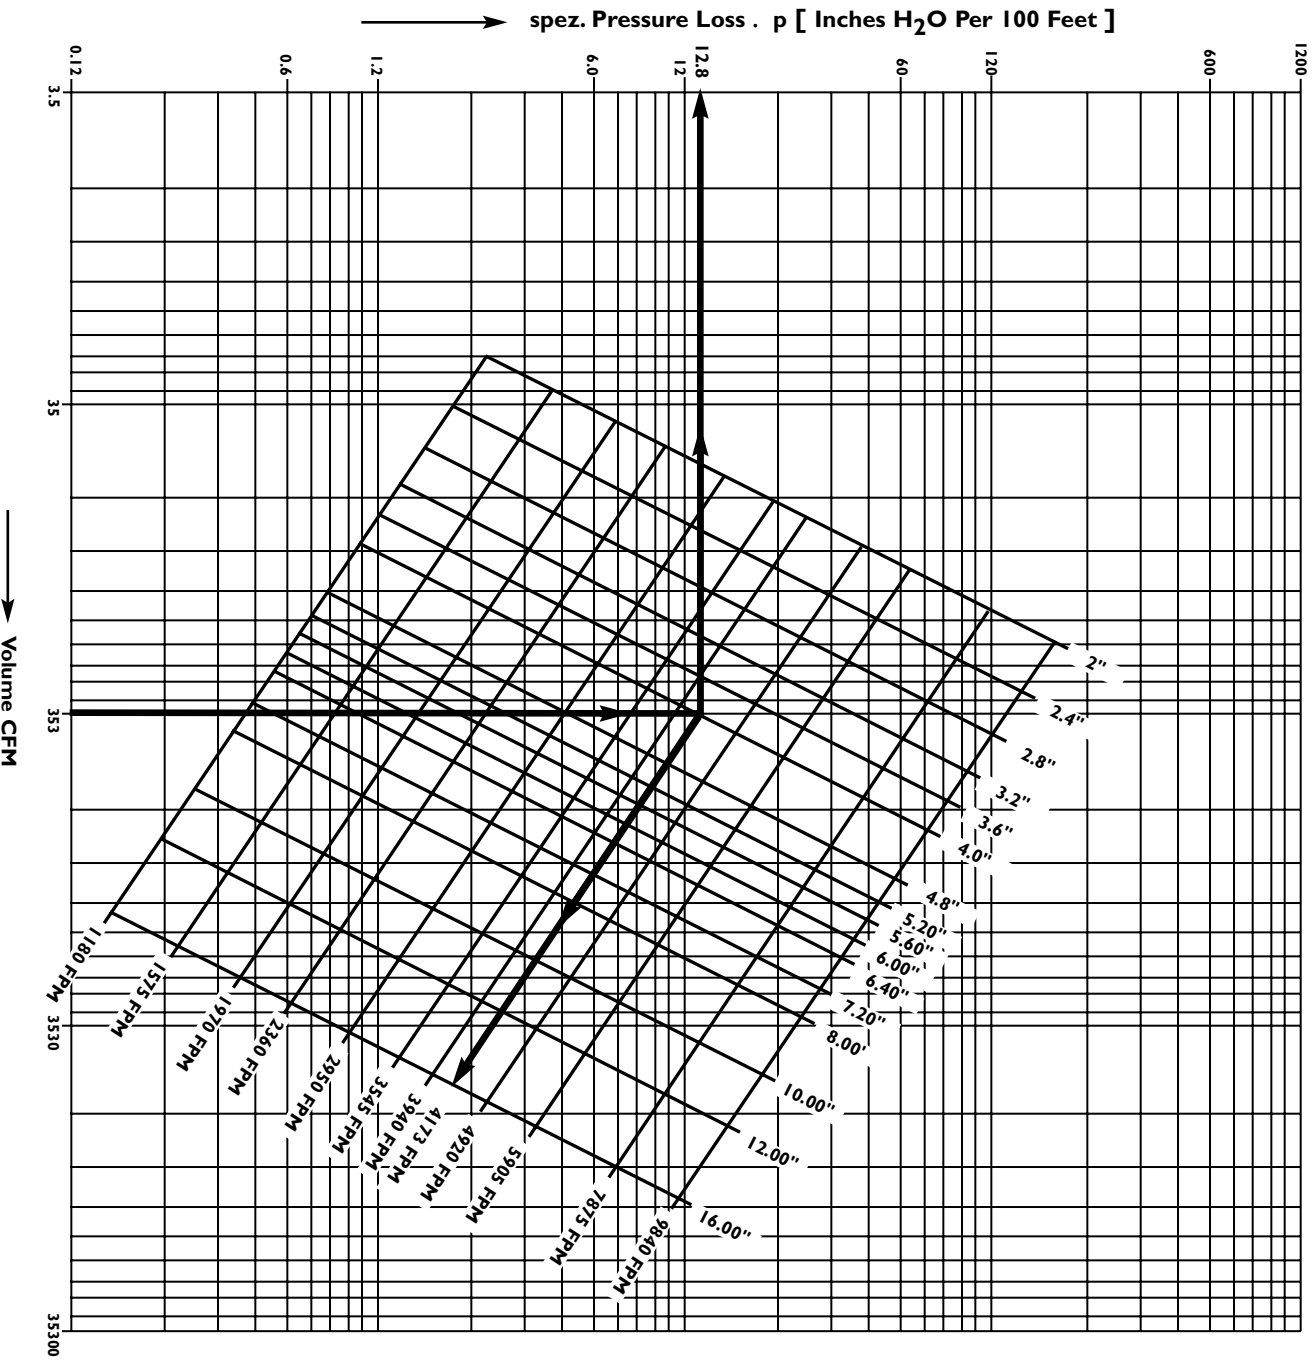 spez. Pressure Loss . p [ Inches H2O Per 100 Feet ]
0.12
0.6
1.2
6.0
12
12.8
60
120
600
1200
3.5
35
353
3530
35300
Volume CFM
2"
2.4"
2.8"
3.2"
3.6"
4.0"
4.8"
5.20"
5.60"
6.00"
6.40"
7.20"
8.00'
10.00"
12.00"
16.00"
1180 FPM
1575 FPM
1970 FPM
2360 FPM
2950 FPM
3545 FPM
3940 FPM
4173 FPM
4920 FPM
5905 FPM
7875 FPM
9840 FPM